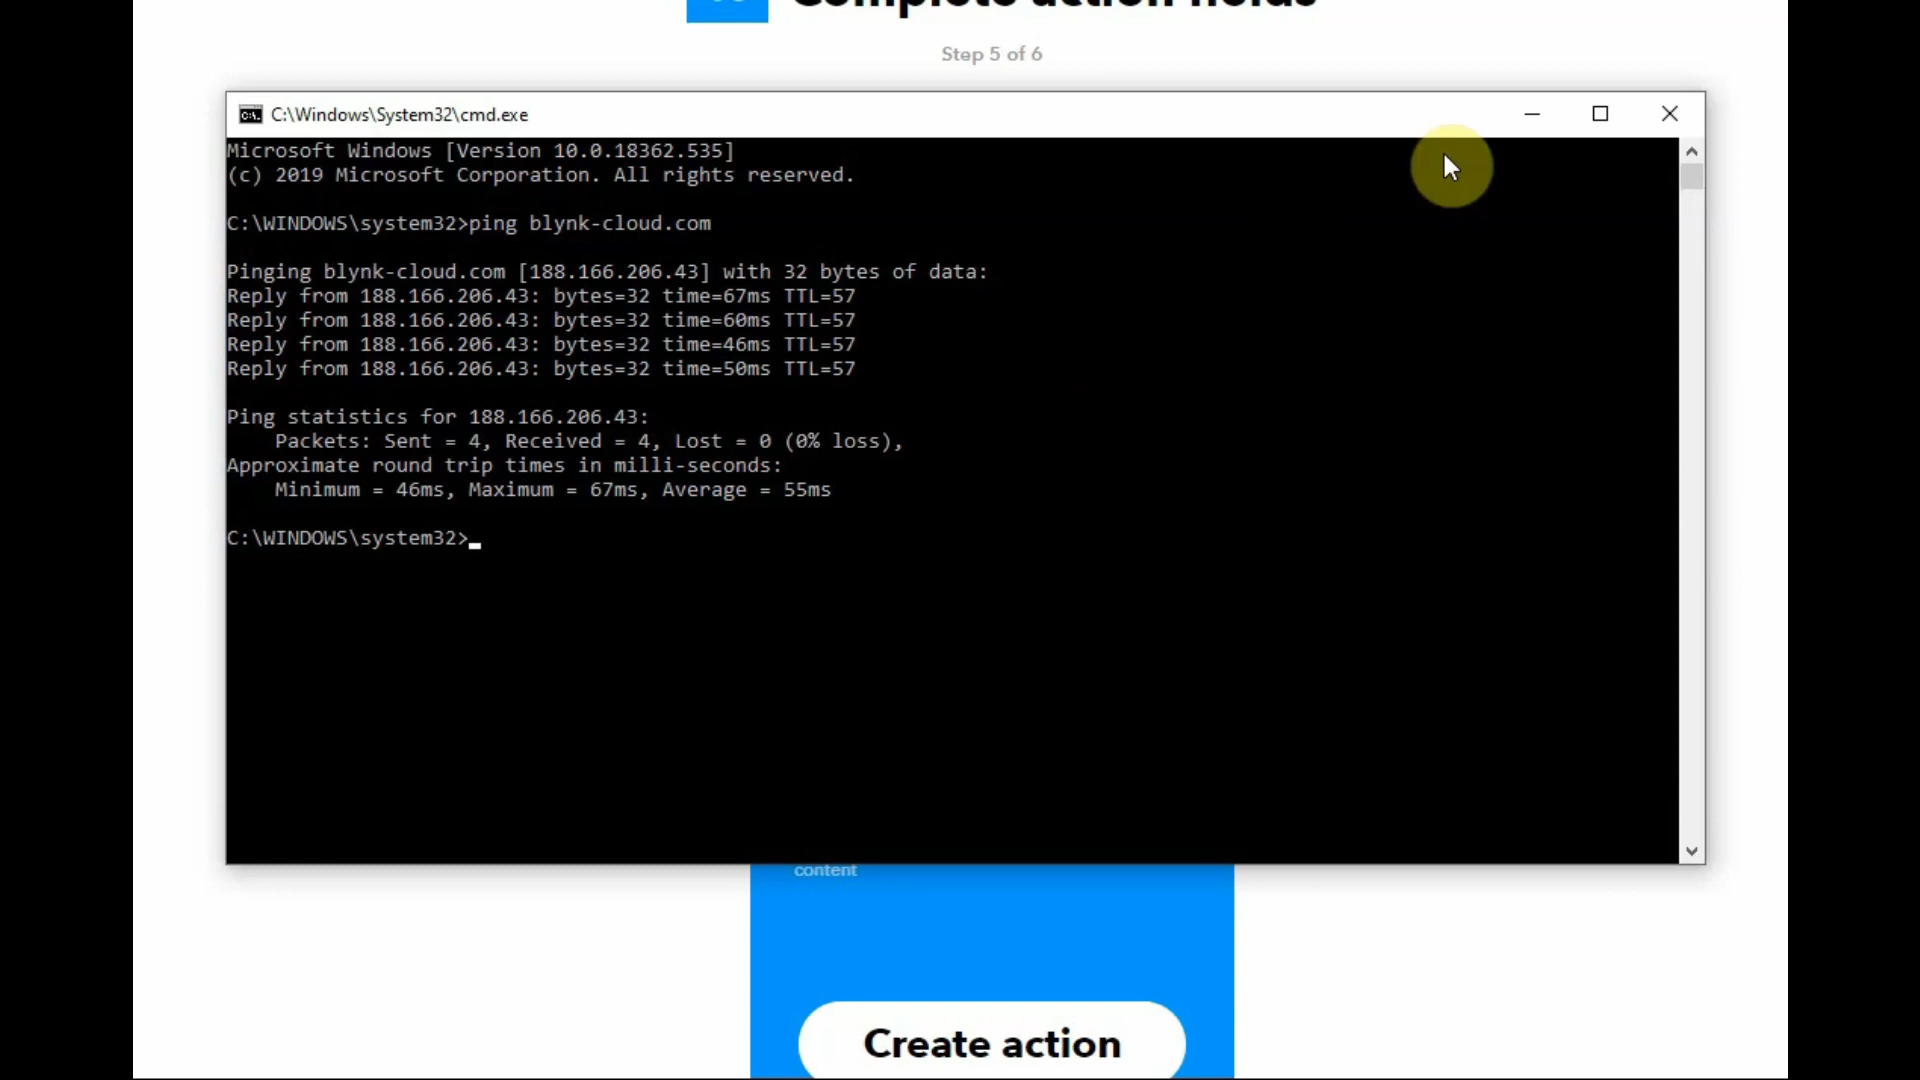 Complete action fields
Step 5 of 6
C:\Windows\System32\cmd.exe
Microsoft Windows [Version 10.0.18362.535]
(c) 2019 Microsoft Corporation. All rights reserved.
C:\WINDOWS\system32>ping blynk-cloud.com
Pinging blynk-cloud.com [188.166.206.43] with 32 bytes of data:
Reply from 188.166.206.43: bytes=32 time=67ms TTL=57
Reply from 188.166.206.43: bytes=32 time=60ms TTL=57
Reply from 188.166.206.43: bytes=32 time=46ms TTL=57
Reply from 188.166.206.43: bytes=32 time=50ms TTL=57
Ping statistics for 188.166.206.43:
Packets: Sent = 4, Received = 4, Lost = 0 (0% loss),
Approximate round trip times in milli-seconds:
Minimum = 46ms, Maximum = 67ms, Average = 55ms
C:\WINDOWS\system32>_
content
Create action